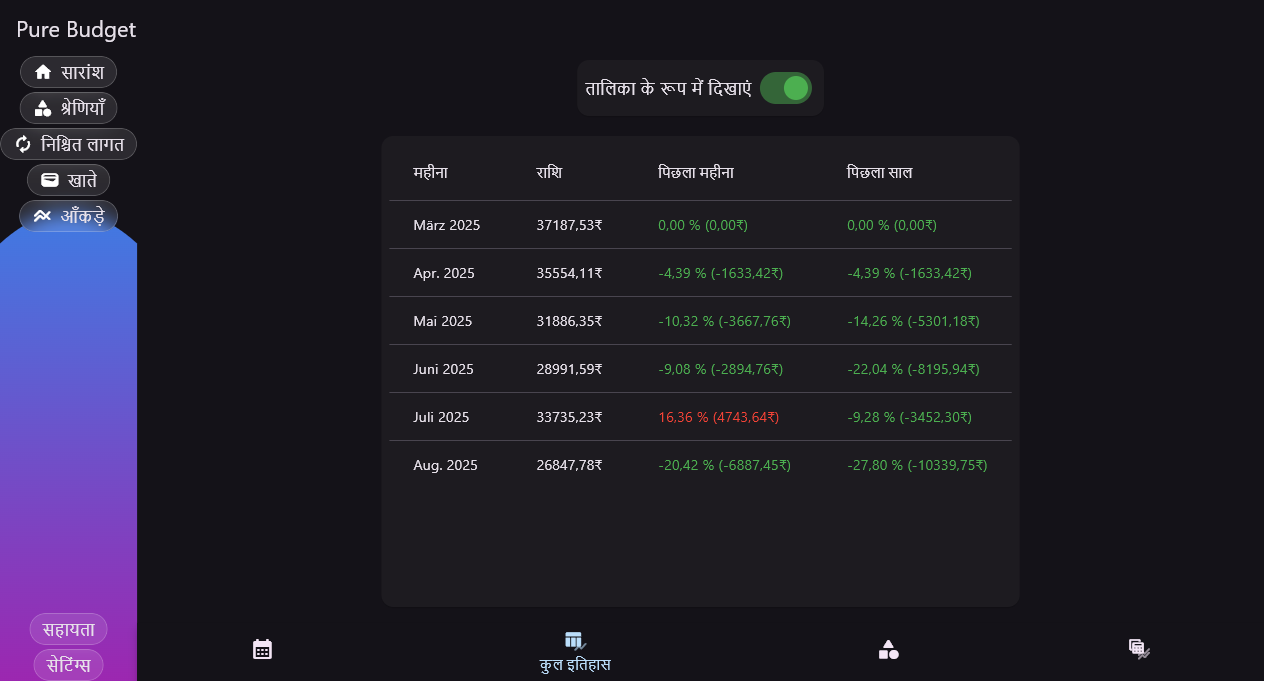 Pure Budget
सारांश
श्रेणियाँ
निश्चित लागत
खाते
आँकड़े
सहायता
सेटिंग्स
तालिका के रूप में दिखाएं
महीना राशि पिछला महीना पिछला साल
März 2025 37187,53₹ 0,00 % (0,00₹) 0,00 % (0,00₹)
Apr. 2025 35554,11₹ -4,39 % (-1633,42₹) -4,39 % (-1633,42₹)
Mai 2025 31886,35₹ -10,32 % (-3667,76₹) -14,26 % (-5301,18₹)
Juni 2025 28991,59₹ -9,08 % (-2894,76₹) -22,04 % (-8195,94₹)
Juli 2025 33735,23₹ 16,36 % (4743,64₹) -9,28 % (-3452,30₹)
Aug. 2025 26847,78₹ -20,42 % (-6887,45₹) -27,80 % (-10339,75₹)
कुल इतिहास